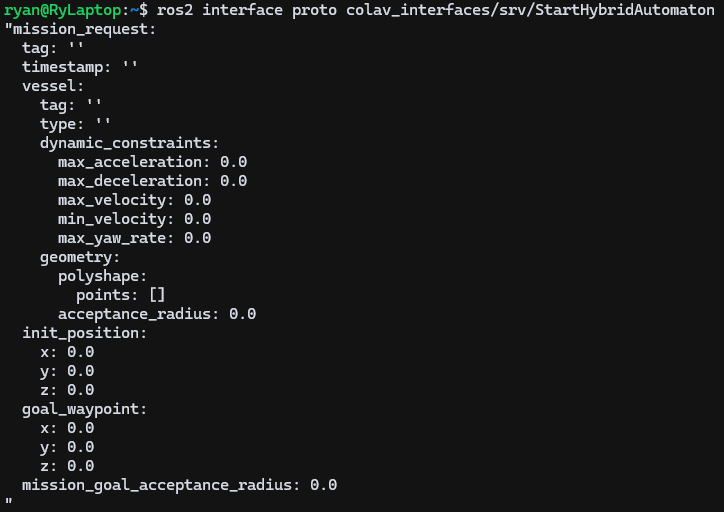 ryan@RyLaptop:~$ ros2 interface proto colav_interfaces/srv/StartHybridAutomaton
"mission_request:
  tag: ''
  timestamp: ''
  vessel:
    tag: ''
    type: ''
    dynamic_constraints:
      max_acceleration: 0.0
      max_deceleration: 0.0
      max_velocity: 0.0
      min_velocity: 0.0
      max_yaw_rate: 0.0
    geometry:
      polyshape:
        points: []
      acceptance_radius: 0.0
  init_position:
    x: 0.0
    y: 0.0
    z: 0.0
  goal_waypoint:
    x: 0.0
    y: 0.0
    z: 0.0
  mission_goal_acceptance_radius: 0.0
"